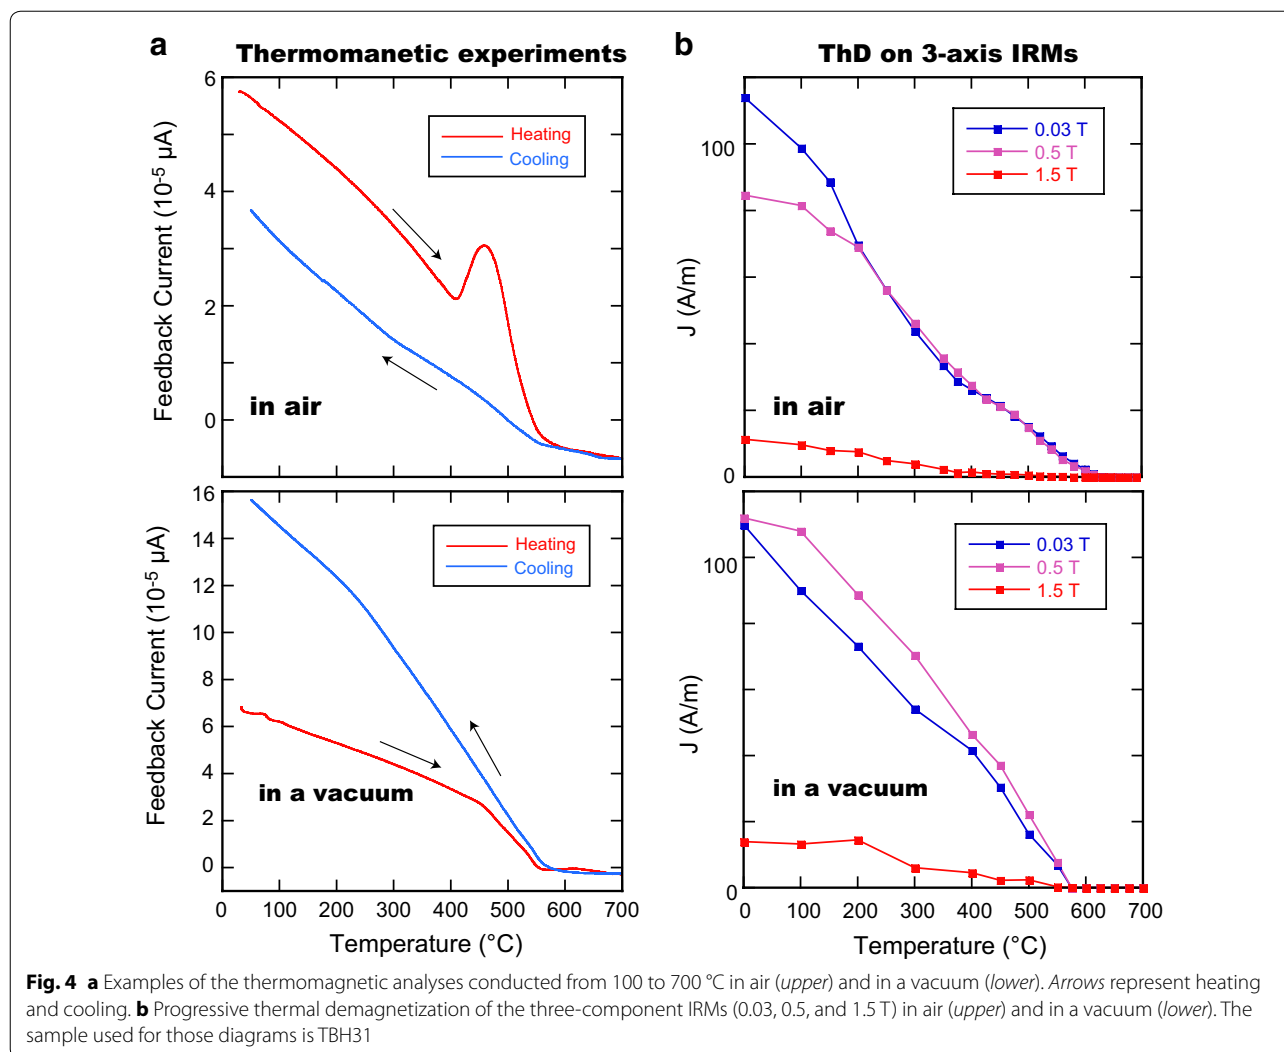 a
Thermomanetic experiments
6
4
2
0
Feedback Current (10-5 μA)
Heating
Cooling
in air
16
14
12
10
8
6
4
2
0
Feedback Current (10-5 μA)
Heating
Cooling
in a vacuum
0 100 200 300 400 500 600 700
Temperature (°C)
b
ThD on 3-axis IRMs
100
0
J (A/m)
0.03 T
0.5 T
1.5 T
in air
100
0
J (A/m)
0.03 T
0.5 T
1.5 T
in a vacuum
0 100 200 300 400 500 600 700
Temperature (°C)
Fig. 4 a Examples of the thermomagnetic analyses conducted from 100 to 700 °C in air (upper) and in a vacuum (lower). Arrows represent heating
and cooling. b Progressive thermal demagnetization of the three-component IRMs (0.03, 0.5, and 1.5 T) in air (upper) and in a vacuum (lower). The
sample used for those diagrams is TBH31